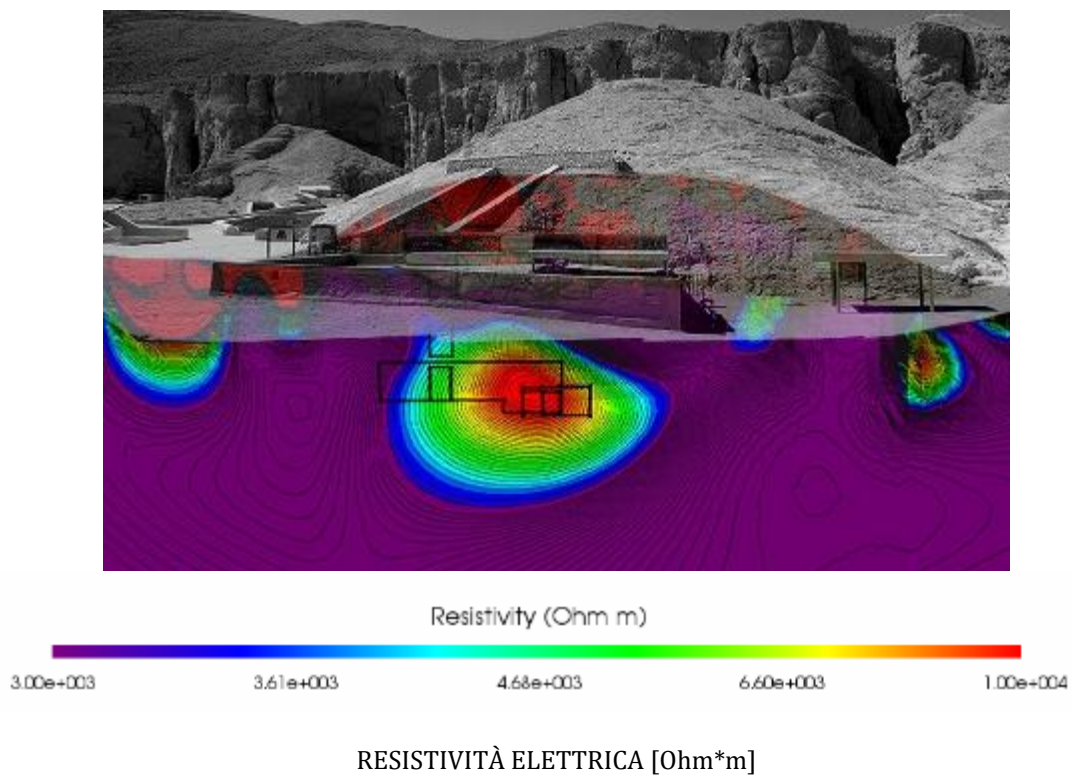 Resistivity (Ohm m)
3.00e+003 3.61e+003 4.68e+003 6.60e+003 1.00e+004
RESISTIVITÀ ELETTRICA [Ohm*m]